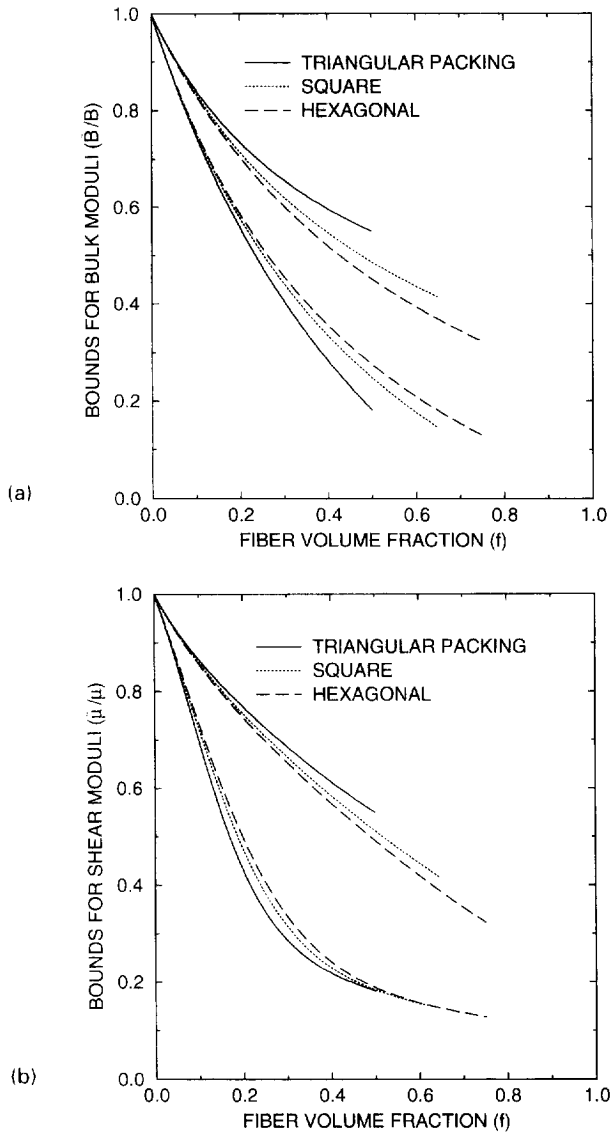 (a)
BOUNDS FOR BULK MODULI (B̄/B)
1.0
0.8
0.6
0.4
0.2
0.0
TRIANGULAR PACKING
SQUARE
HEXAGONAL
0.0 0.2 0.4 0.6 0.8 1.0
FIBER VOLUME FRACTION (f)
(b)
BOUNDS FOR SHEAR MODULI (μ̄/μ)
1.0
0.8
0.6
0.4
0.2
0.0
TRIANGULAR PACKING
SQUARE
HEXAGONAL
0.0 0.2 0.4 0.6 0.8 1.0
FIBER VOLUME FRACTION (f)